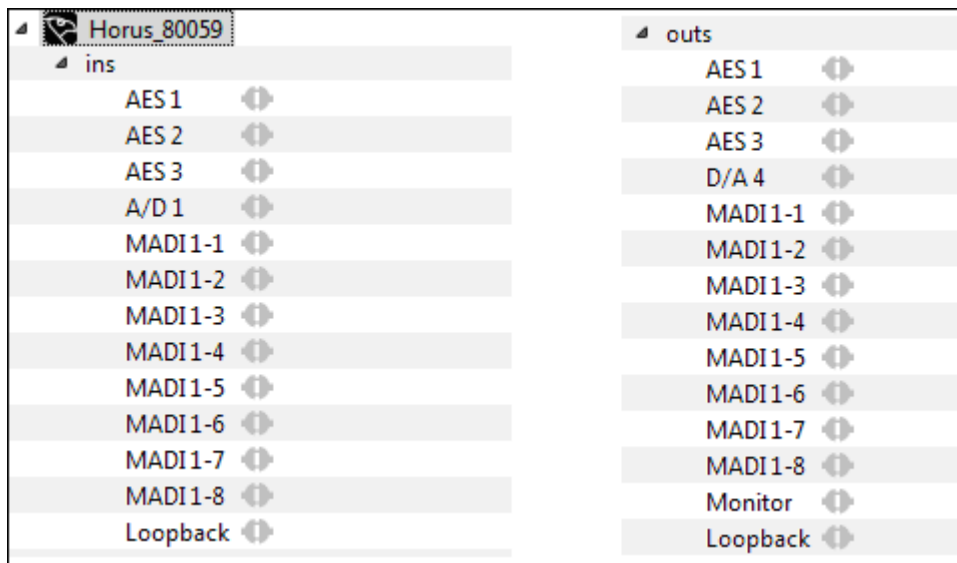 Horus_80059
ins
AES 1
AES 2
AES 3
A/D 1
MADI 1-1
MADI 1-2
MADI 1-3
MADI 1-4
MADI 1-5
MADI 1-6
MADI 1-7
MADI 1-8
Loopback
outs
AES 1
AES 2
AES 3
D/A 4
MADI 1-1
MADI 1-2
MADI 1-3
MADI 1-4
MADI 1-5
MADI 1-6
MADI 1-7
MADI 1-8
Monitor
Loopback